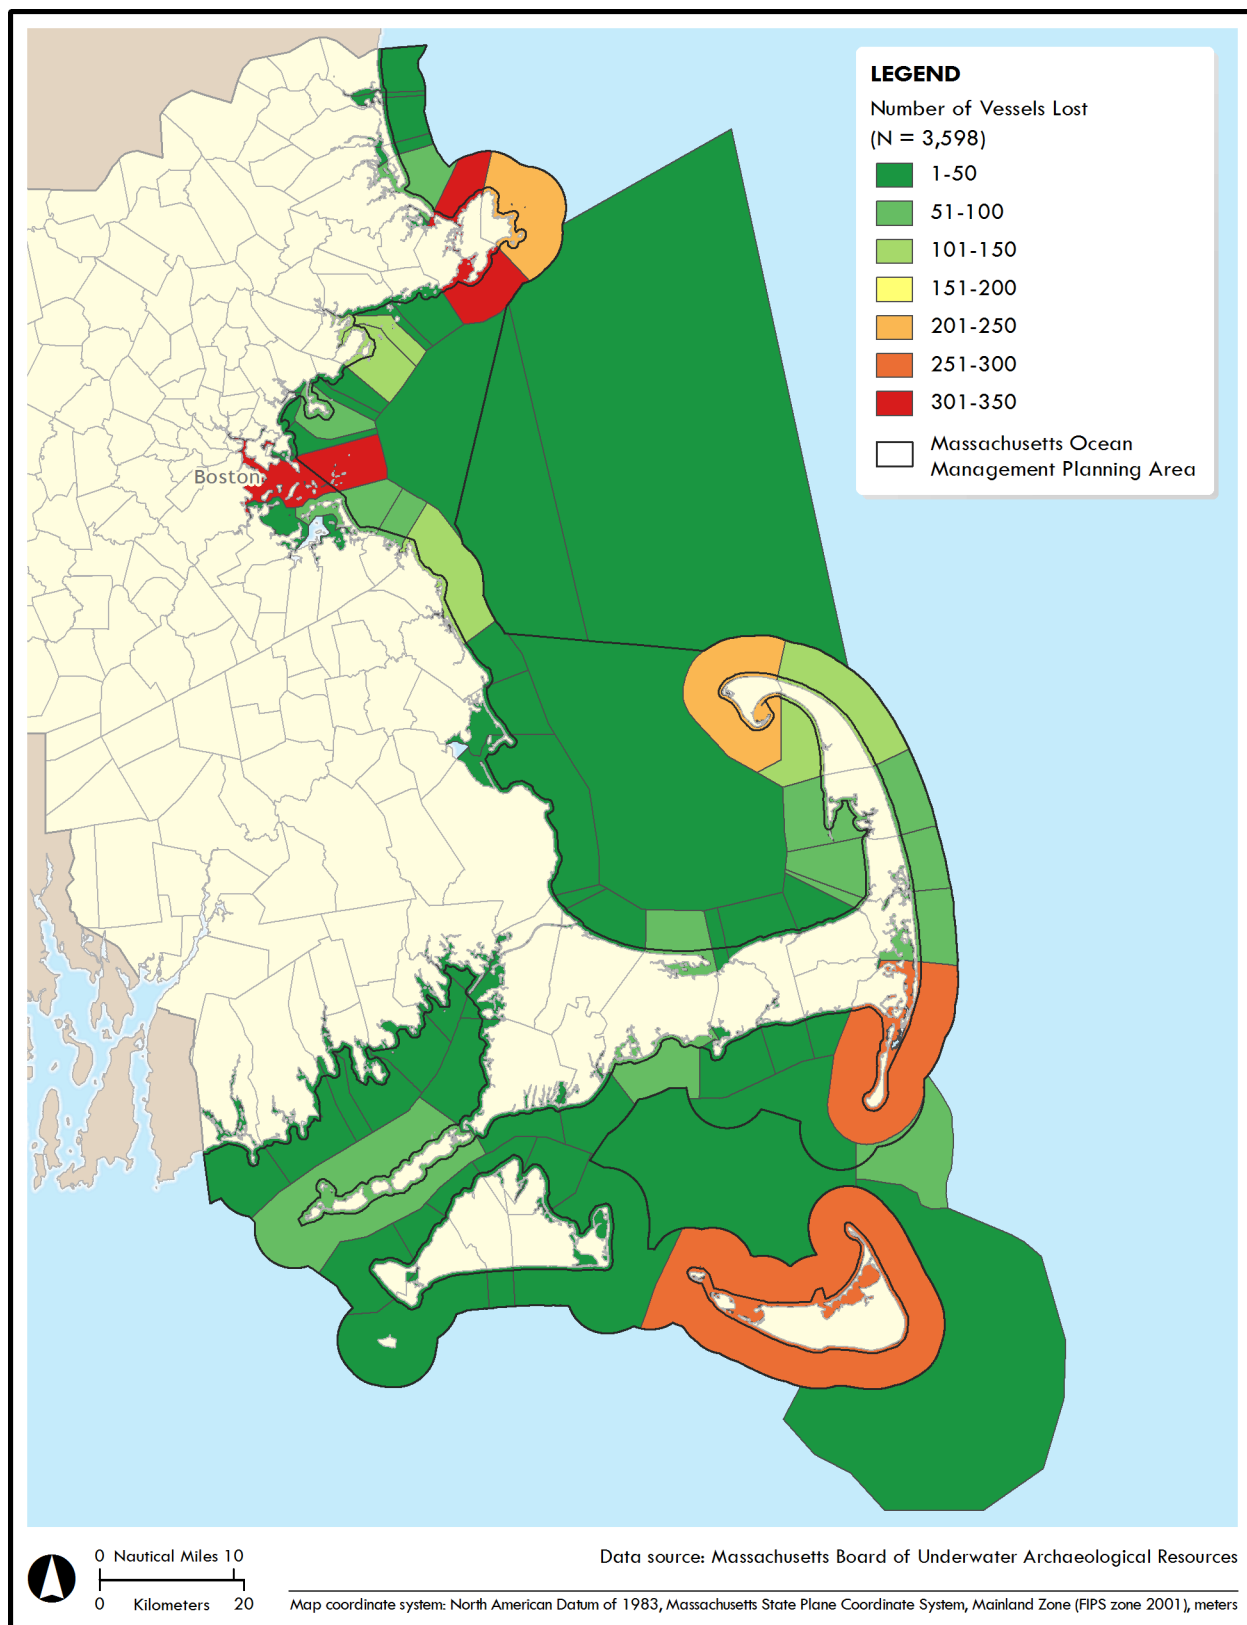 LEGEND
Number of Vessels Lost
(N = 3,598)
1-50
51-100
101-150
151-200
201-250
251-300
301-350
Massachusetts Ocean
Management Planning Area
Boston
0 Nautical Miles 10
0 Kilometers 20
Data source: Massachusetts Board of Underwater Archaeological Resources
Map coordinate system: North American Datum of 1983, Massachusetts State Plane Coordinate System, Mainland Zone (FIPS zone 2001), meters